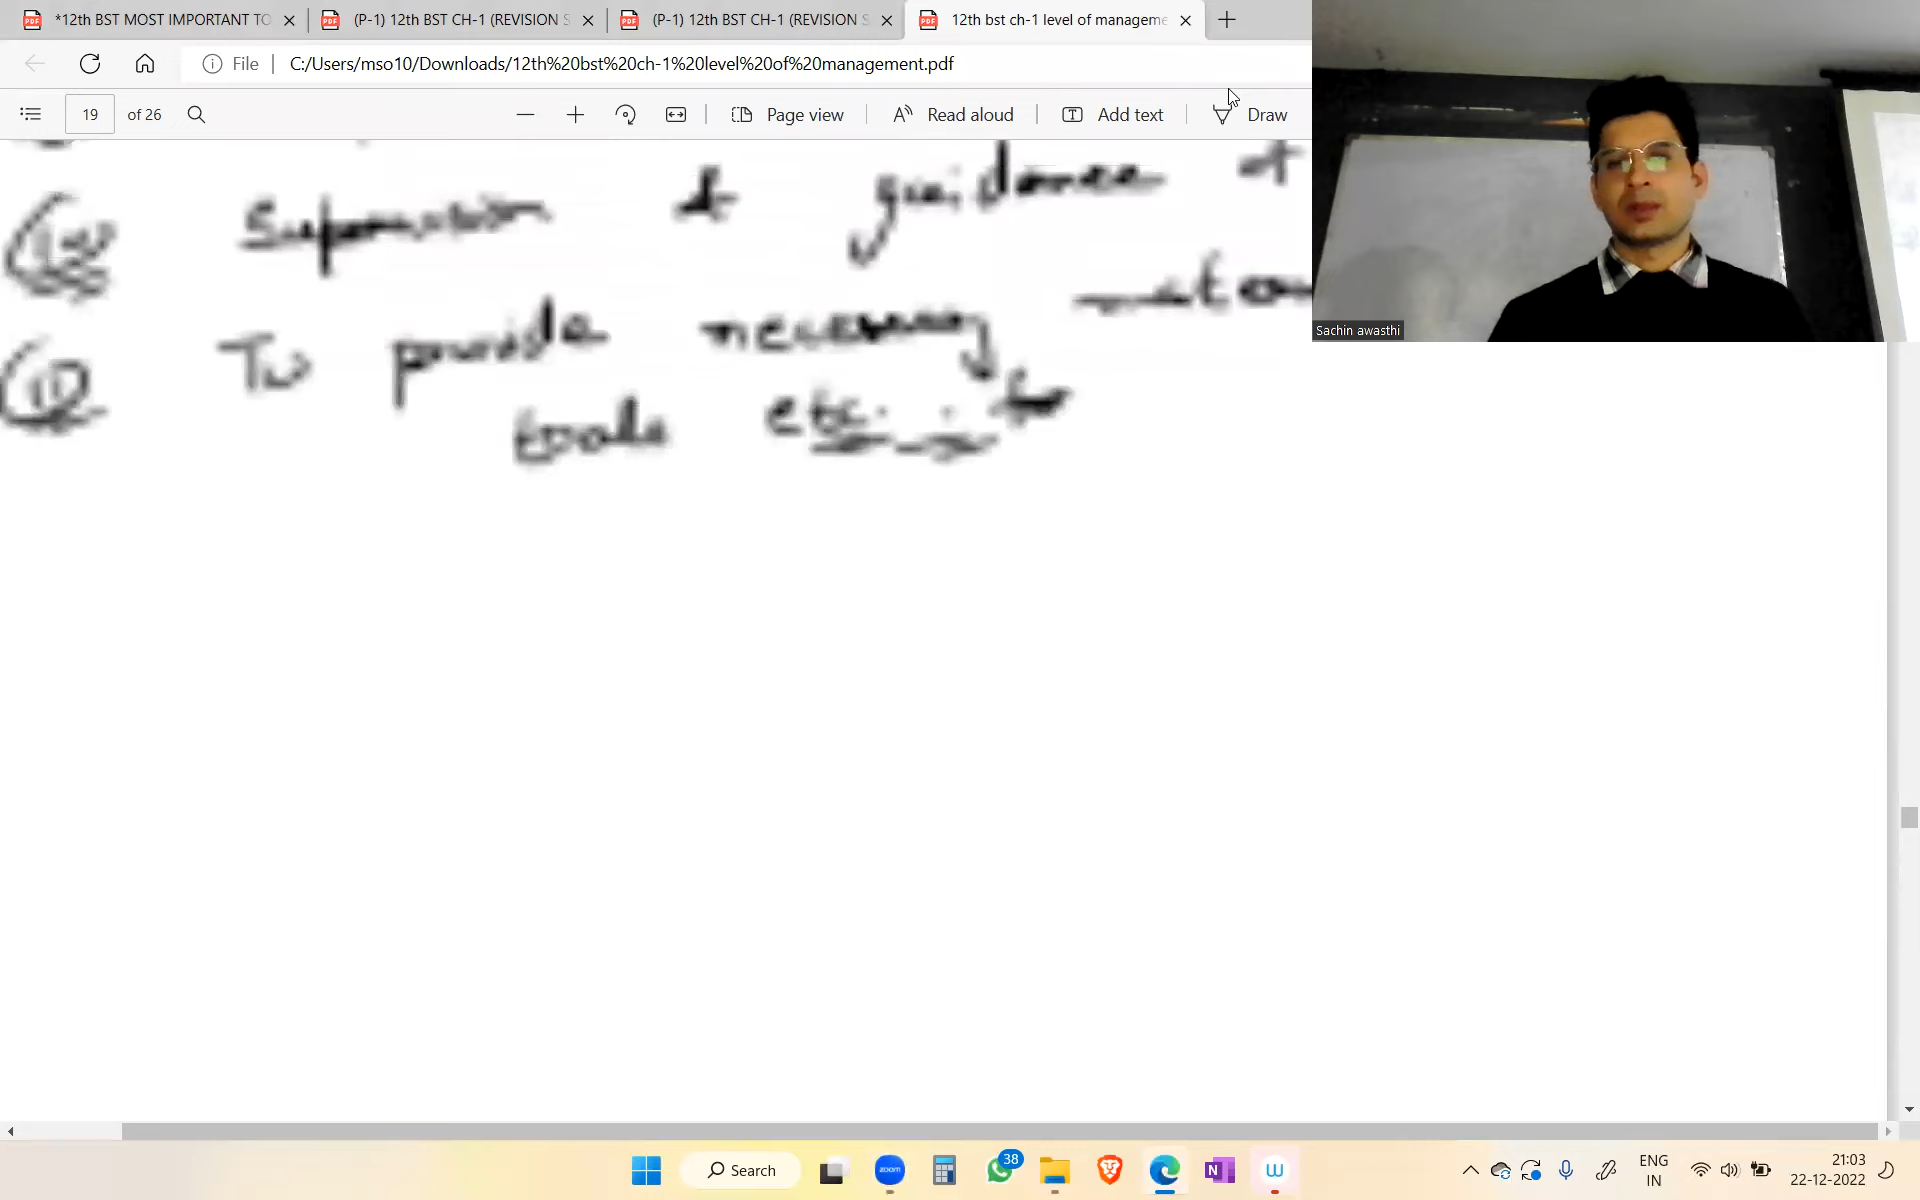 *12th BST MOST IMPORTANT TO
(P-1) 12th BST CH-1 (REVISION S
(P-1) 12th BST CH-1 (REVISION S
12th bst ch-1 level of manageme
File
C:/Users/mso10/Downloads/12th%20bst%20ch-1%20level%20of%20management.pdf
19 of 26
Page view
Read aloud
Add text
Draw
Supervision & guidance of
To provide necessary
tools etc.
Sachin awasthi
Search
zoom
38
N
W
ENG
IN
21:03
22-12-2022